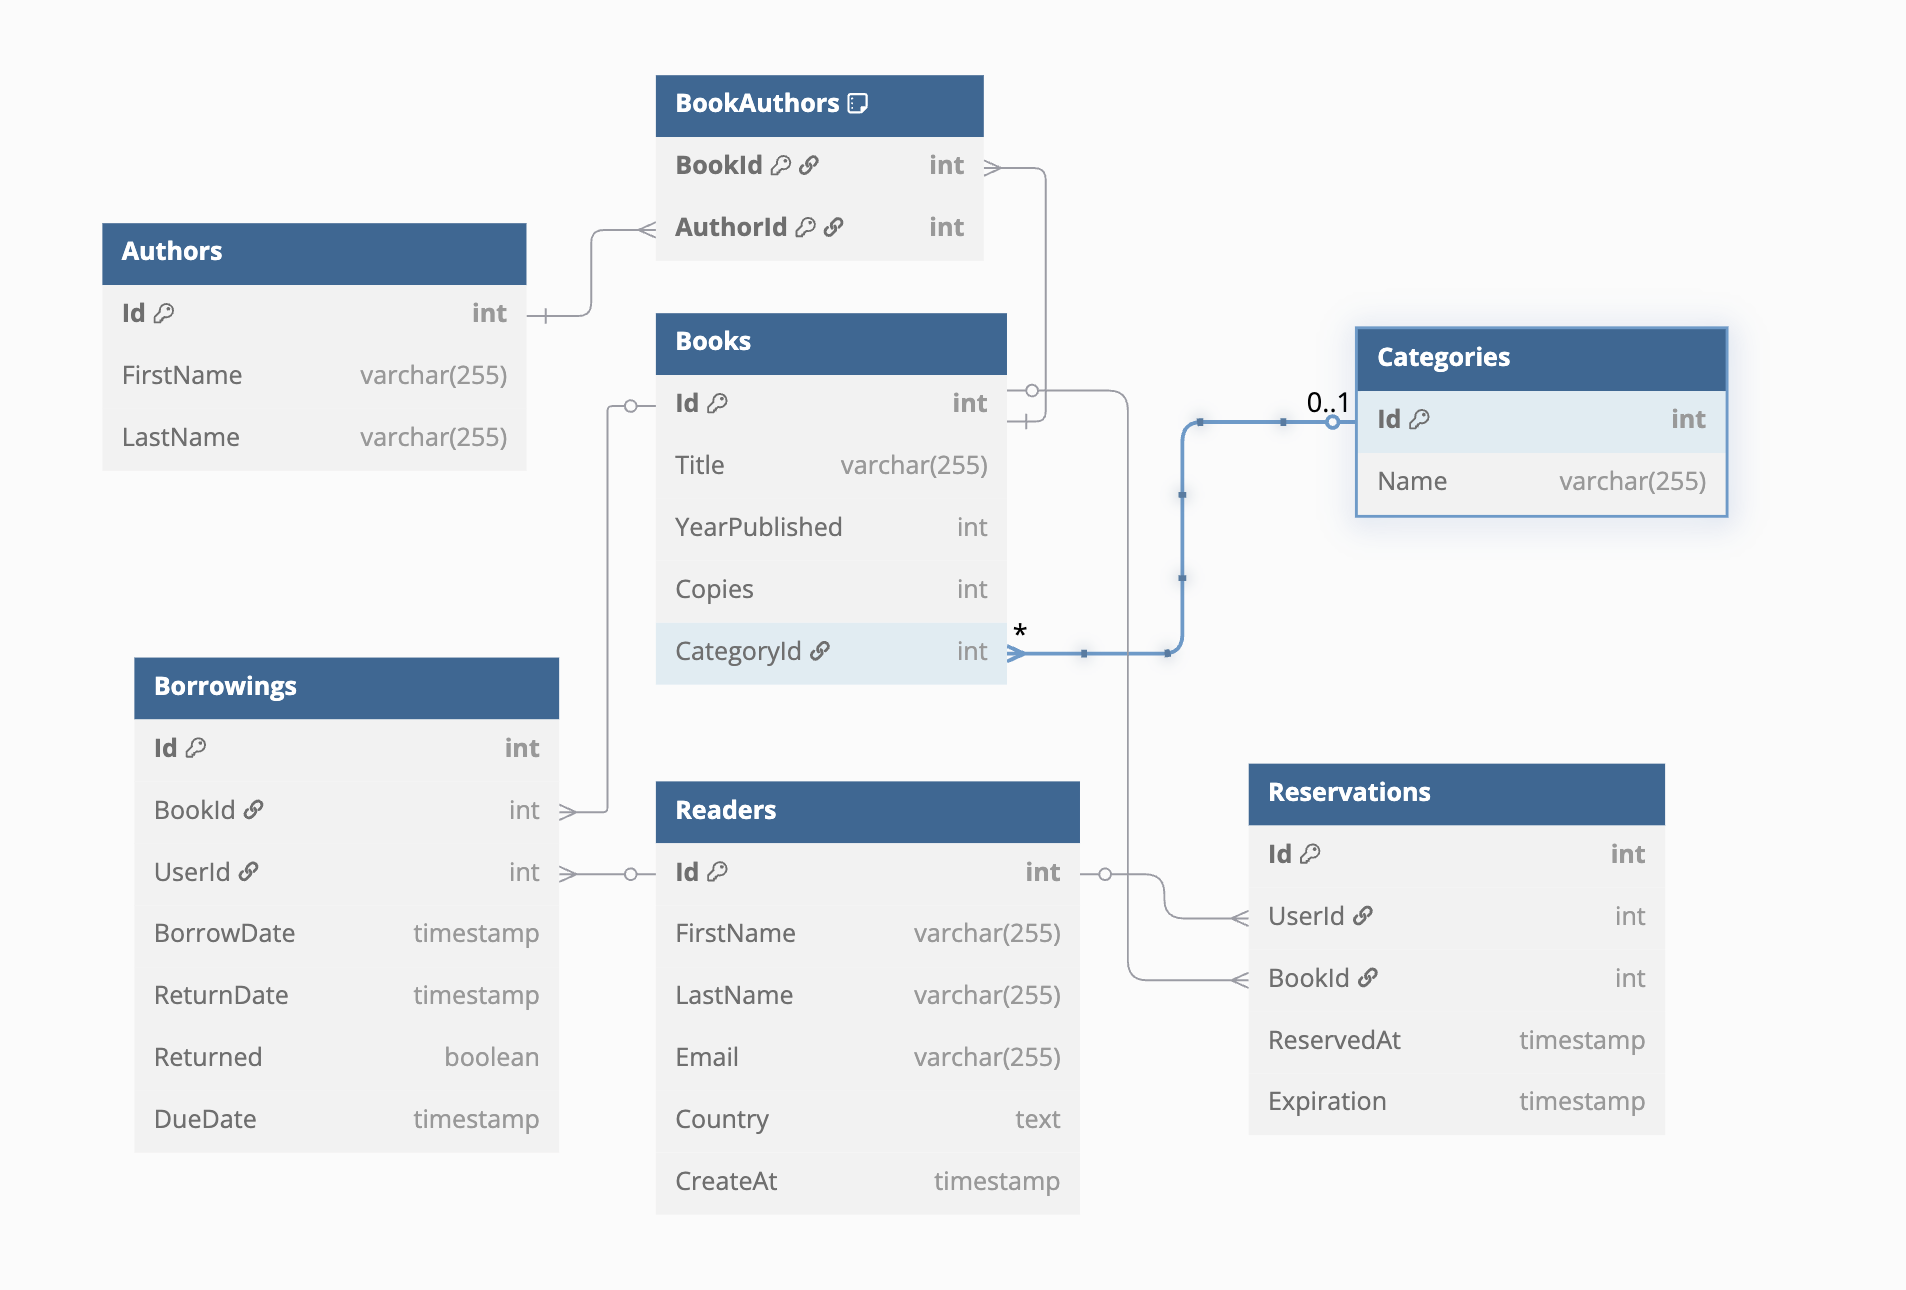 BookAuthors
BookId int
AuthorId int
Authors
Id int
FirstName varchar(255)
LastName varchar(255)
Books
Id int
Title varchar(255)
YearPublished int
Copies int
CategoryId int
*
0..1
Categories
Id int
Name varchar(255)
Borrowings
Id int
BookId int
UserId int
BorrowDate timestamp
ReturnDate timestamp
Returned boolean
DueDate timestamp
Readers
Id int
FirstName varchar(255)
LastName varchar(255)
Email varchar(255)
Country text
CreateAt timestamp
Reservations
Id int
UserId int
BookId int
ReservedAt timestamp
Expiration timestamp